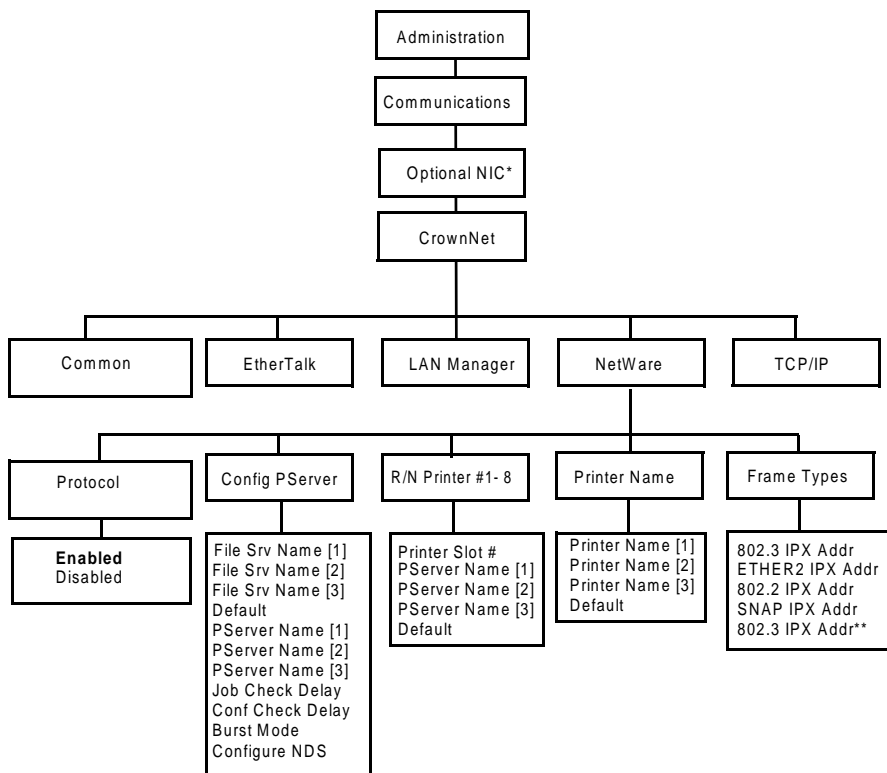 Administration
Communications
Optional NIC*
CrownNet
Common
EtherTalk
LAN Manager
NetWare
TCP/IP
Protocol
Config PServer
R/N Printer #1- 8
Printer Name
Frame Types
Enabled
Disabled
File Srv Name [1]
File Srv Name [2]
File Srv Name [3]
Default
PServer Name [1]
PServer Name [2]
PServer Name [3]
Job Check Delay
Conf Check Delay
Burst Mode
Configure NDS
Printer Slot #
PServer Name [1]
PServer Name [2]
PServer Name [3]
Default
Printer Name [1]
Printer Name [2]
Printer Name [3]
Default
802.3 IPX Addr
ETHER2 IPX Addr
802.2 IPX Addr
SNAP IPX Addr
802.3 IPX Addr**